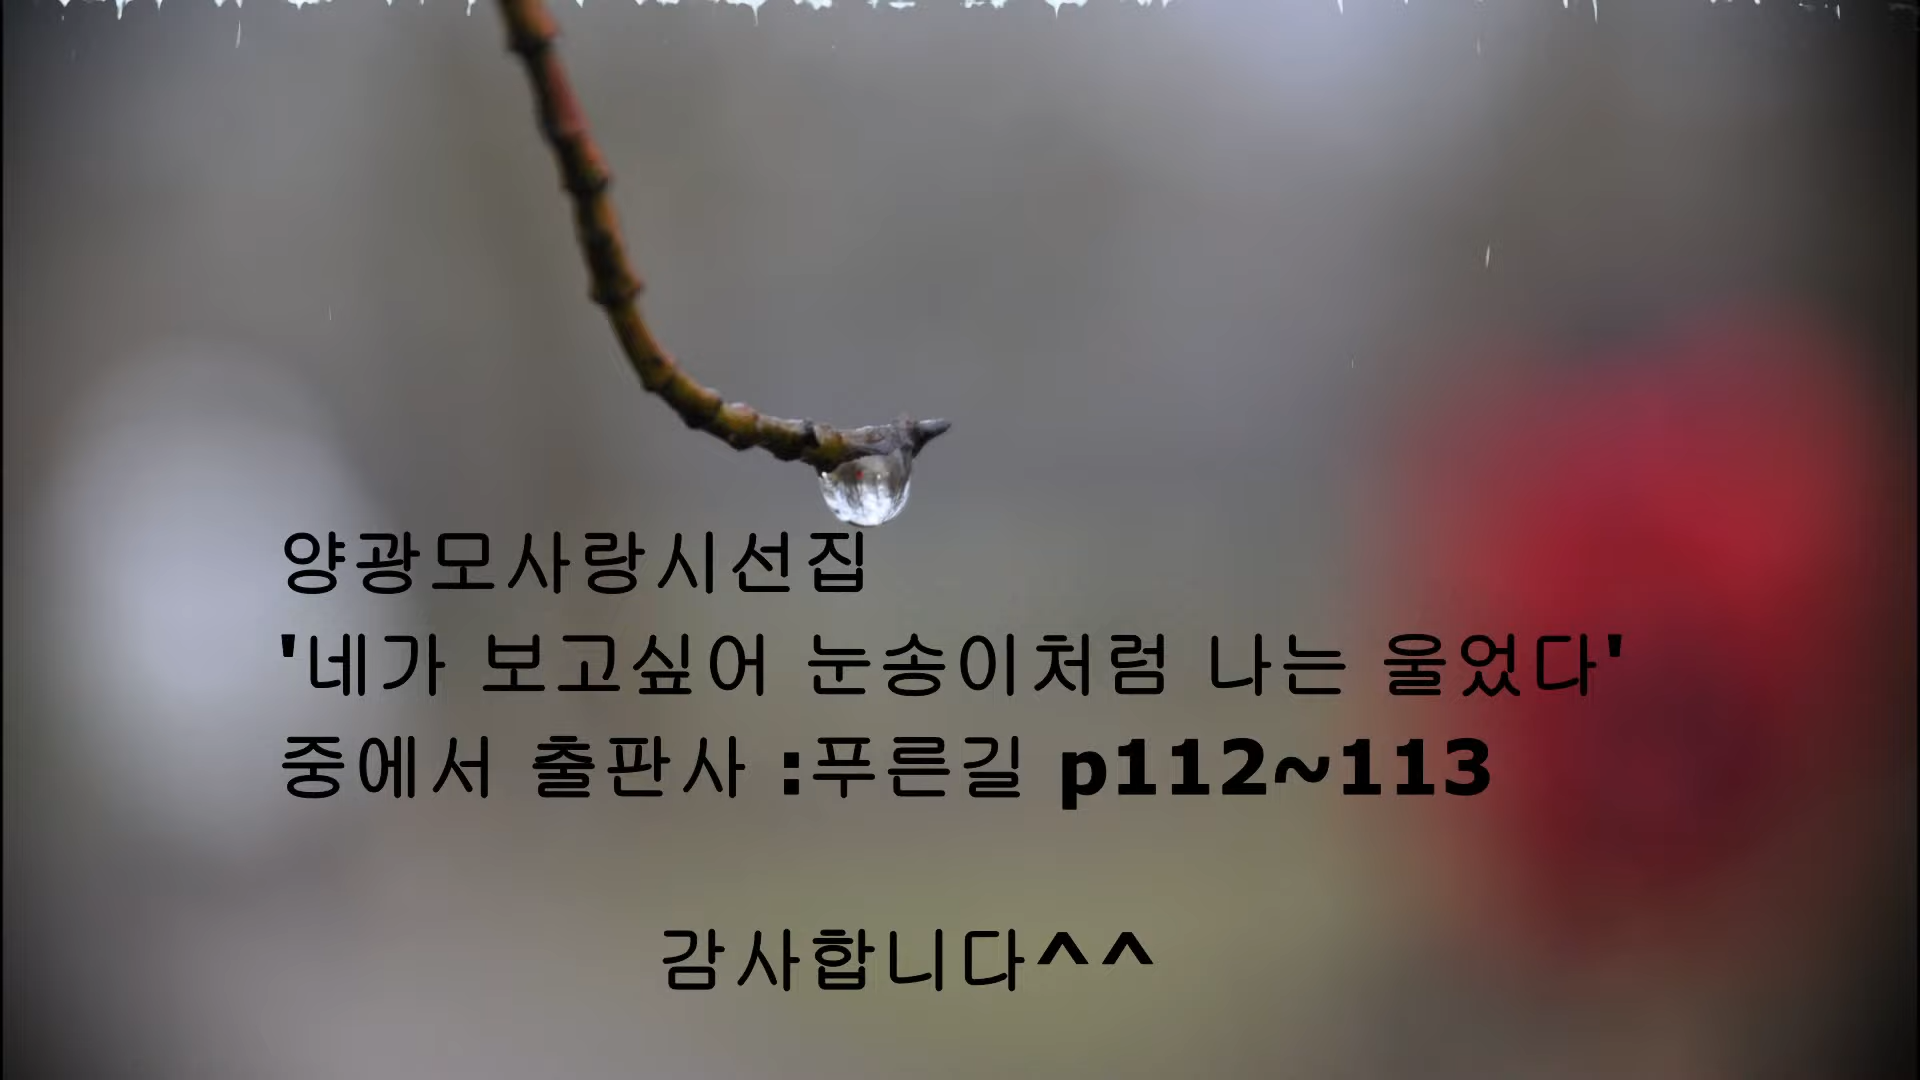 양광모사랑시선집
'네가 보고싶어 눈송이처럼 나는 울었다'
중에서 출판사 :푸른길 p112~113
감사합니다^^